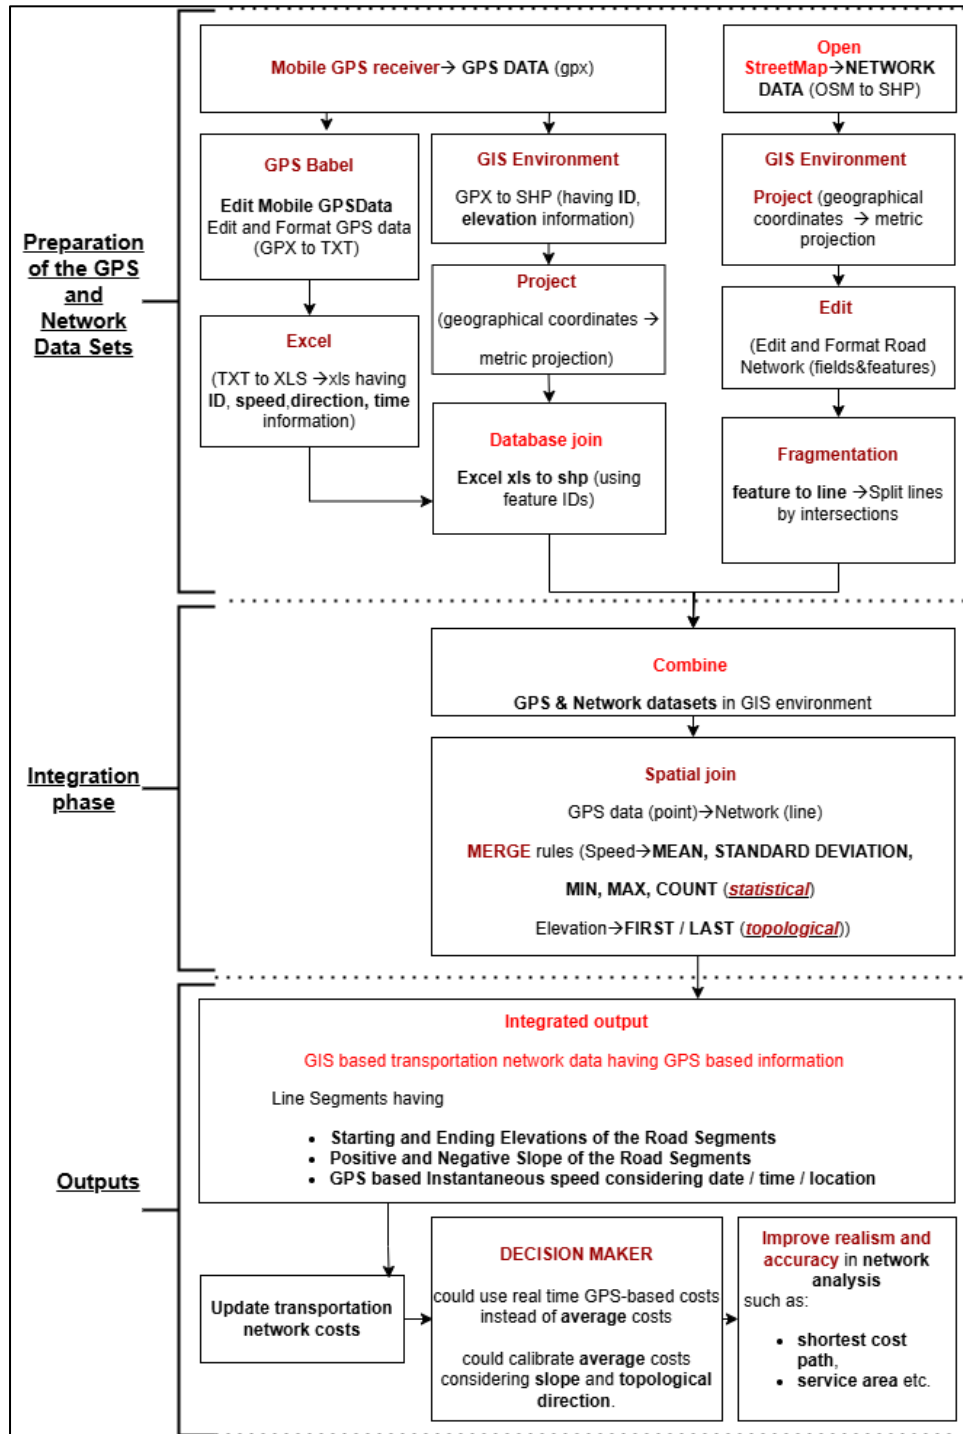 Preparation
of the GPS
and
Network
Data Sets
Mobile GPS receiver→ GPS DATA (gpx)
Open
StreetMap→NETWORK
DATA (OSM to SHP)
GPS Babel
Edit Mobile GPSData
Edit and Format GPS data
(GPX to TXT)
GIS Environment
GPX to SHP (having ID,
elevation information)
GIS Environment
Project (geographical
coordinates → metric
projection
Excel
(TXT to XLS →xls having
ID, speed,direction, time
information)
Project
(geographical coordinates →
metric projection)
Edit
(Edit and Format Road
Network (fields&features)
Database join
Excel xls to shp (using
feature IDs)
Fragmentation
feature to line →Split lines
by intersections
Integration
phase
Combine
GPS & Network datasets in GIS environment
Spatial join
GPS data (point)→Network (line)
MERGE rules (Speed→MEAN, STANDARD DEVIATION,
MIN, MAX, COUNT (statistical)
Elevation→FIRST / LAST (topological))
Outputs
Integrated output
GIS based transportation network data having GPS based information
Line Segments having
• Starting and Ending Elevations of the Road Segments
• Positive and Negative Slope of the Road Segments
• GPS based Instantaneous speed considering date / time / location
Update transportation
network costs
DECISION MAKER
could use real time GPS-based costs
instead of average costs
could calibrate average costs
considering slope and topological
direction.
Improve realism and
accuracy in network
analysis
such as:
• shortest cost
path,
• service area etc.